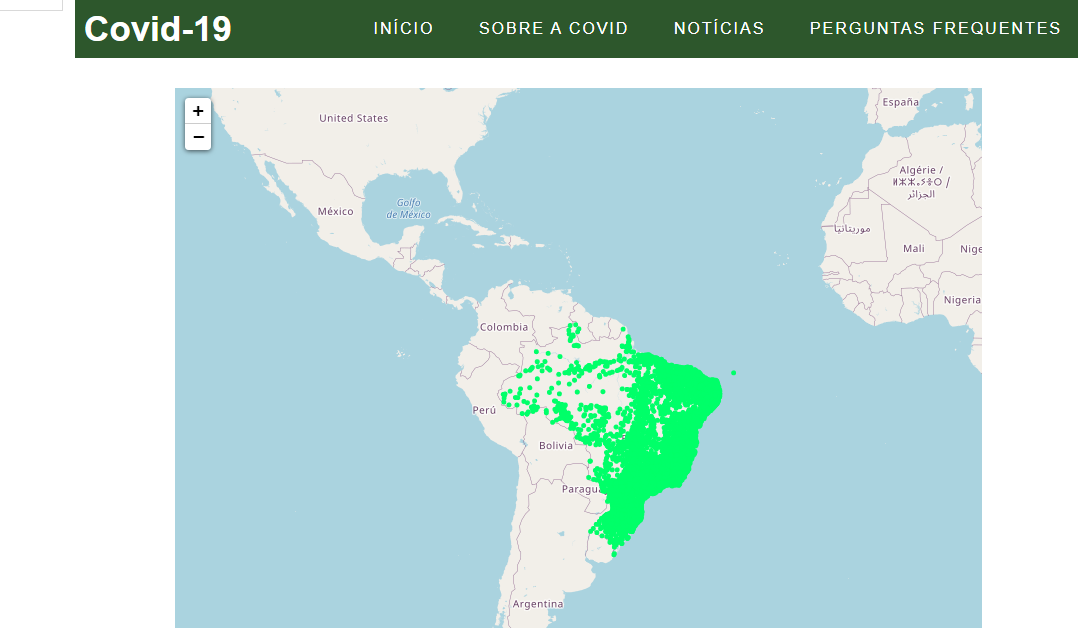 Covid-19
INÍCIO
SOBRE A COVID
NOTÍCIAS
PERGUNTAS FREQUENTES
+
−
United States
España
Algérie /
ⵍⵣⵣⴰⵢⴻⵔ /
الجزائر
México
Golfo
de México
موريتانيا
Mali
Nige
Nigeria
Colombia
Perú
Bolivia
Paragua
Argentina